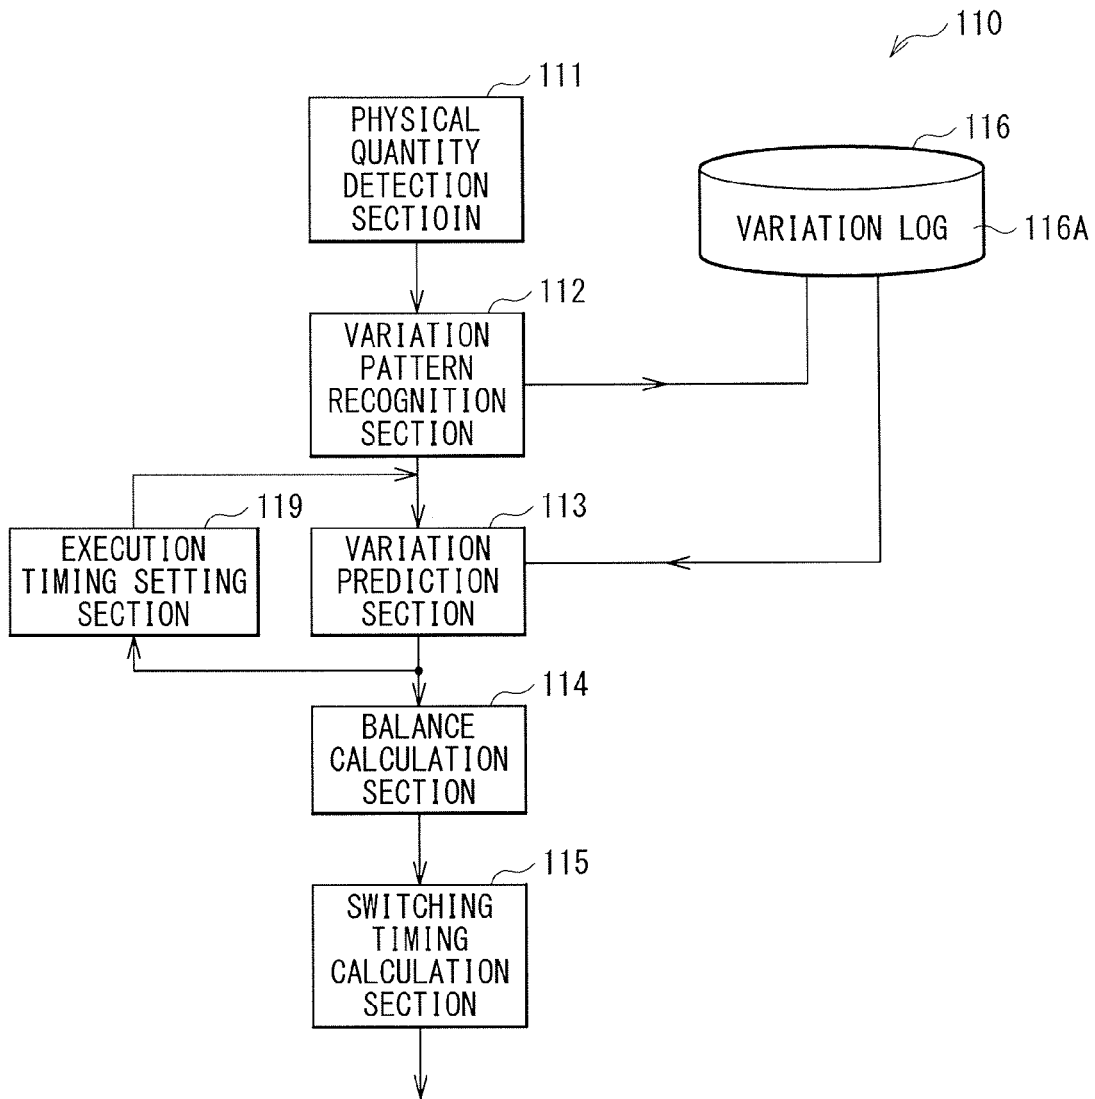 110
111
PHYSICAL
QUANTITY
DETECTION
SECTIOIN
116
VARIATION LOG
116A
112
VARIATION
PATTERN
RECOGNITION
SECTION
119
EXECUTION
TIMING SETTING
SECTION
113
VARIATION
PREDICTION
SECTION
114
BALANCE
CALCULATION
SECTION
115
SWITCHING
TIMING
CALCULATION
SECTION